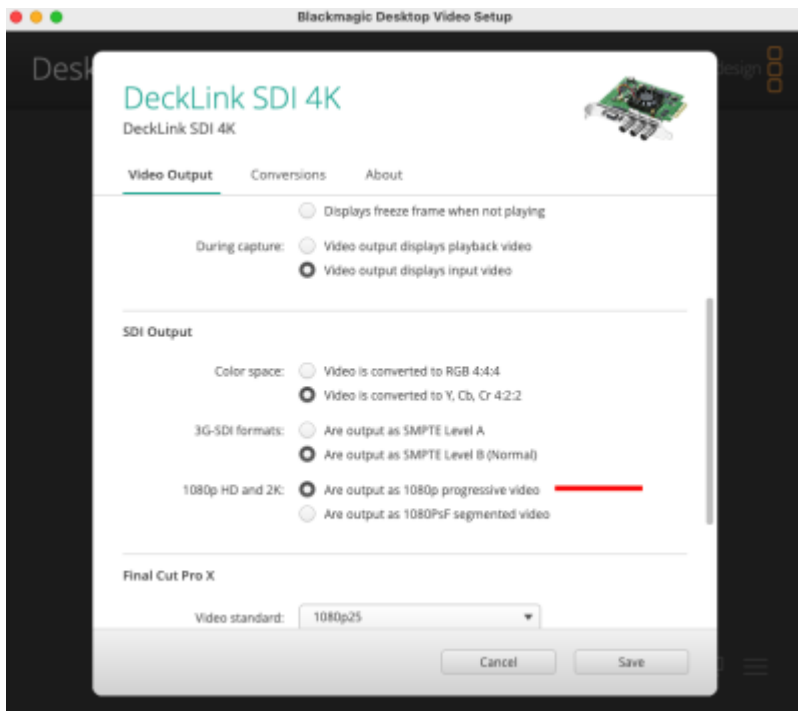 Blackmagic Desktop Video Setup
Desk
design
DeckLink SDI 4K
DeckLink SDI 4K
Video Output Conversions About
Displays freeze frame when not playing
During capture: Video output displays playback video
Video output displays input video
SDI Output
Color space: Video is converted to RGB 4:4:4
Video is converted to Y, Cb, Cr 4:2:2
3G-SDI formats: Are output as SMPTE Level A
Are output as SMPTE Level B (Normal)
1080p HD and 2K: Are output as 1080p progressive video
Are output as 1080PsF segmented video
Final Cut Pro X
Video standard: 1080p25
Cancel Save